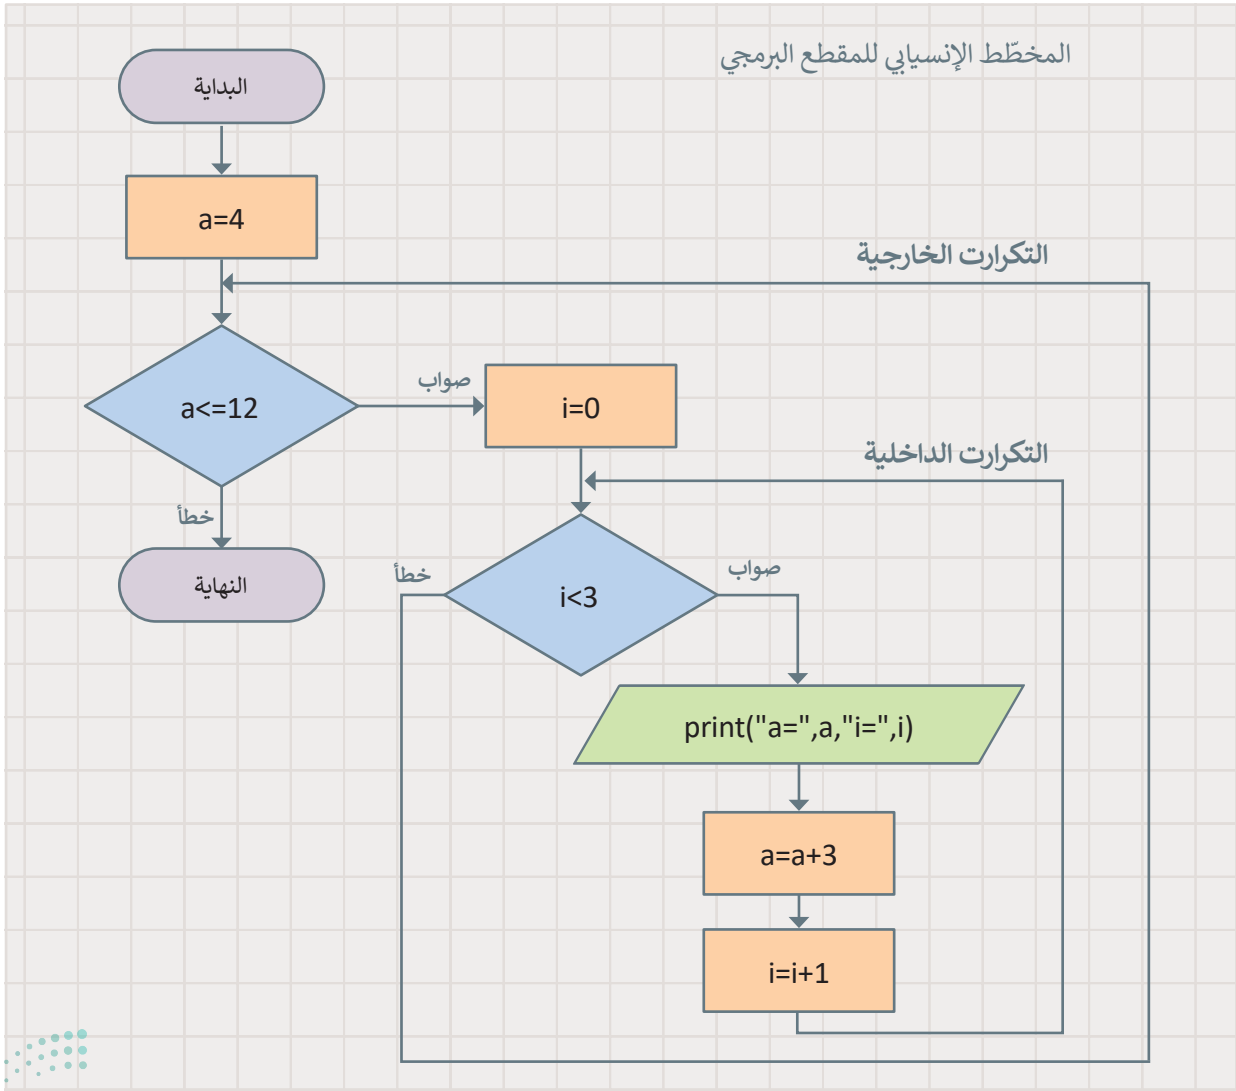 المخطّط الإنسيابي للمقطع البرمجي
البداية
a=4
التكرارت الخارجية
a<=12
صواب
i=0
التكرارت الداخلية
خطأ
النهاية
i<3
خطأ
صواب
print("a=",a,"i=",i)
a=a+3
i=i+1